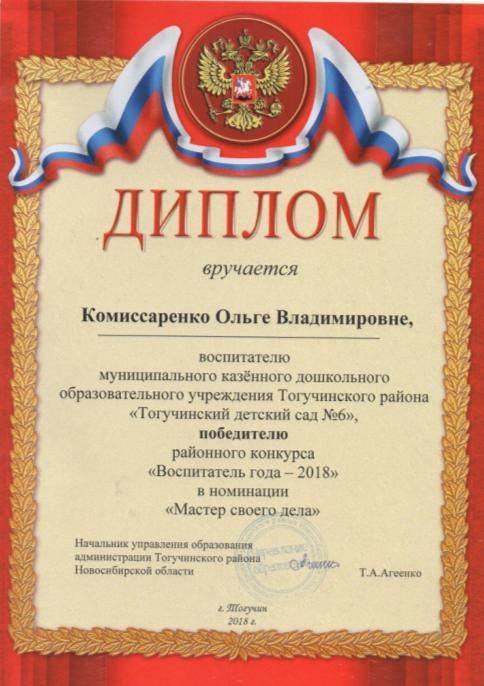 ДИПЛОМ
вручается
Комиссаренко Ольге Владимировне,
воспитателю
муниципального казённого дошкольного
образовательного учреждения Тогучинского района
«Тогучинский детский сад №6»,
победителю
районного конкурса
«Воспитатель года – 2018»
в номинации
«Мастер своего дела»
Начальник управления образования
администрации Тогучинского района
Новосибирской области
Т.А.Агеенко
г. Тогучин
2018 г.